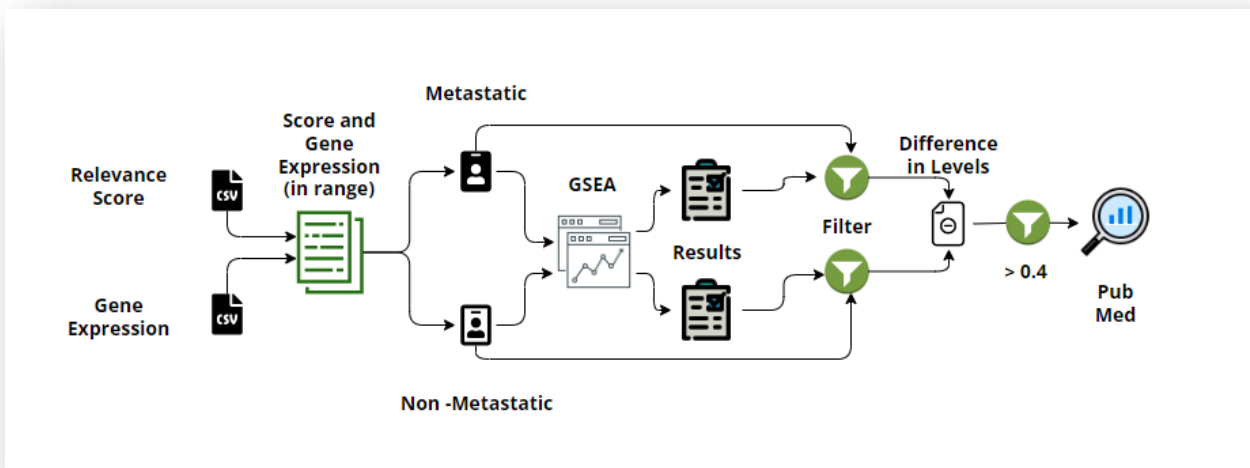 Metastatic
Score and
Gene
Expression
(in range)
Difference
in Levels
Relevance
Score
CSV
GSEA
Results
Filter
> 0.4
Gene
Expression
CSV
Pub
Med
Non -Metastatic